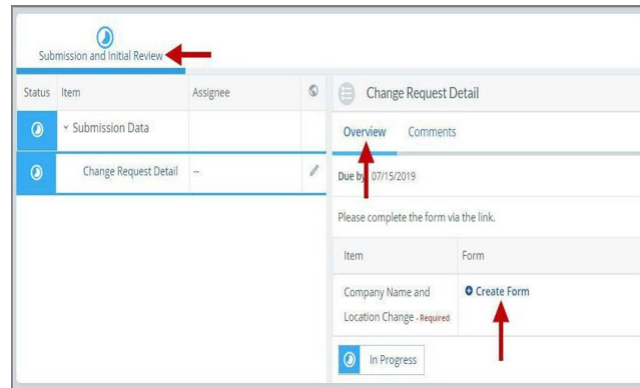 Submission and Initial Review
Status Item Assignee
Submission Data
Change Request Detail --
Change Request Detail
Overview Comments
Due by 07/15/2019
Please complete the form via the link.
Item Form
Company Name and
Location Change - Required
Create Form
In Progress